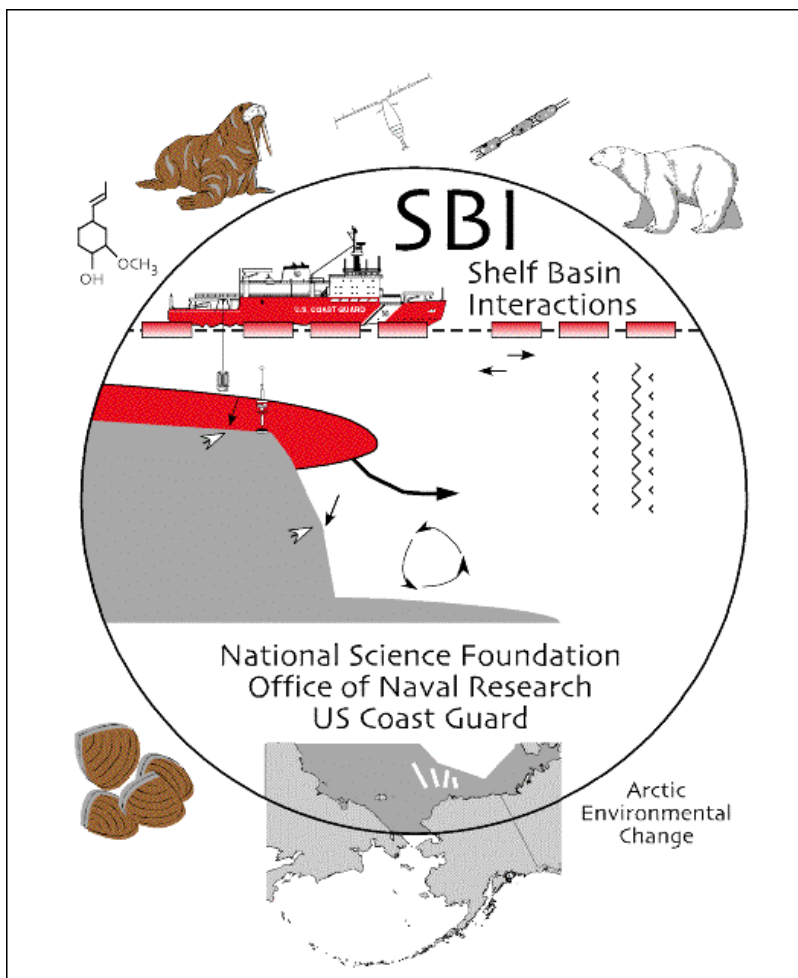 SBI
Shelf Basin
Interactions
OCH3
OH
U.S. COAST GUARD
National Science Foundation
Office of Naval Research
US Coast Guard
Arctic
Environmental
Change